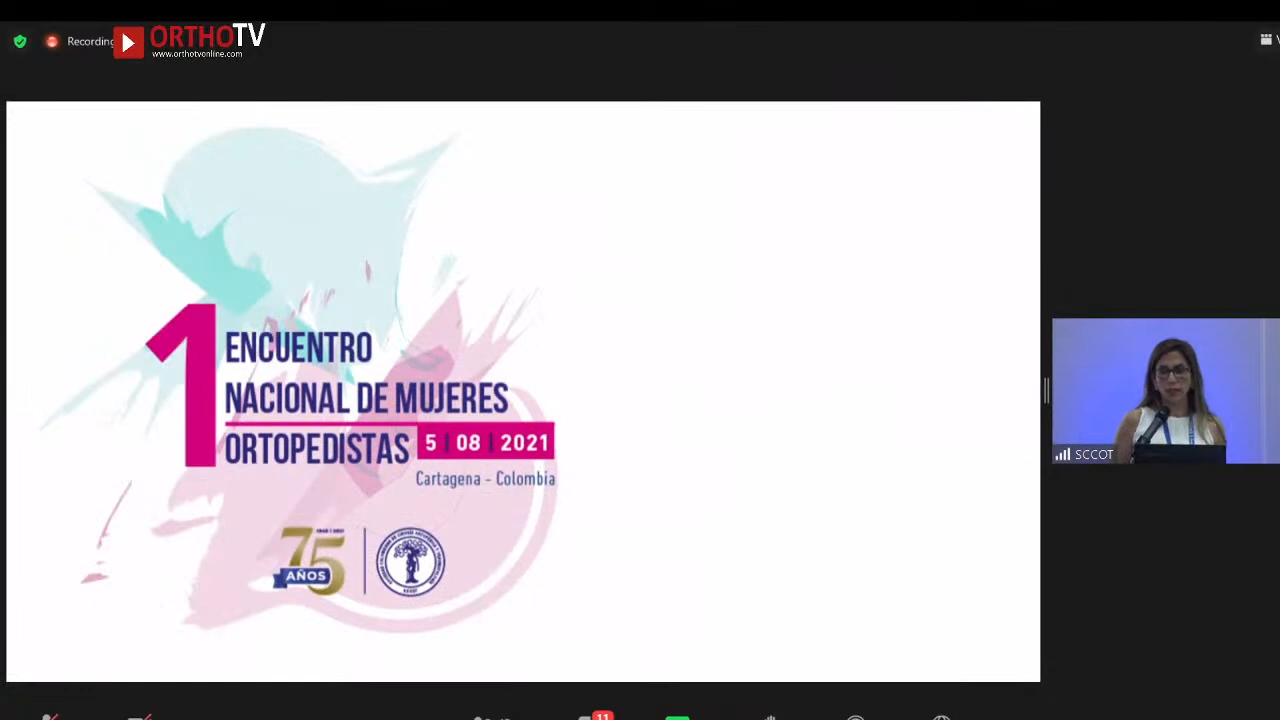 Recording
ORTHOTV
www.orthotvonline.com
1
ENCUENTRO
NACIONAL DE MUJERES
ORTOPEDISTAS
5 | 08 | 2021
Cartagena - Colombia
75
AÑOS
SCCOT
11